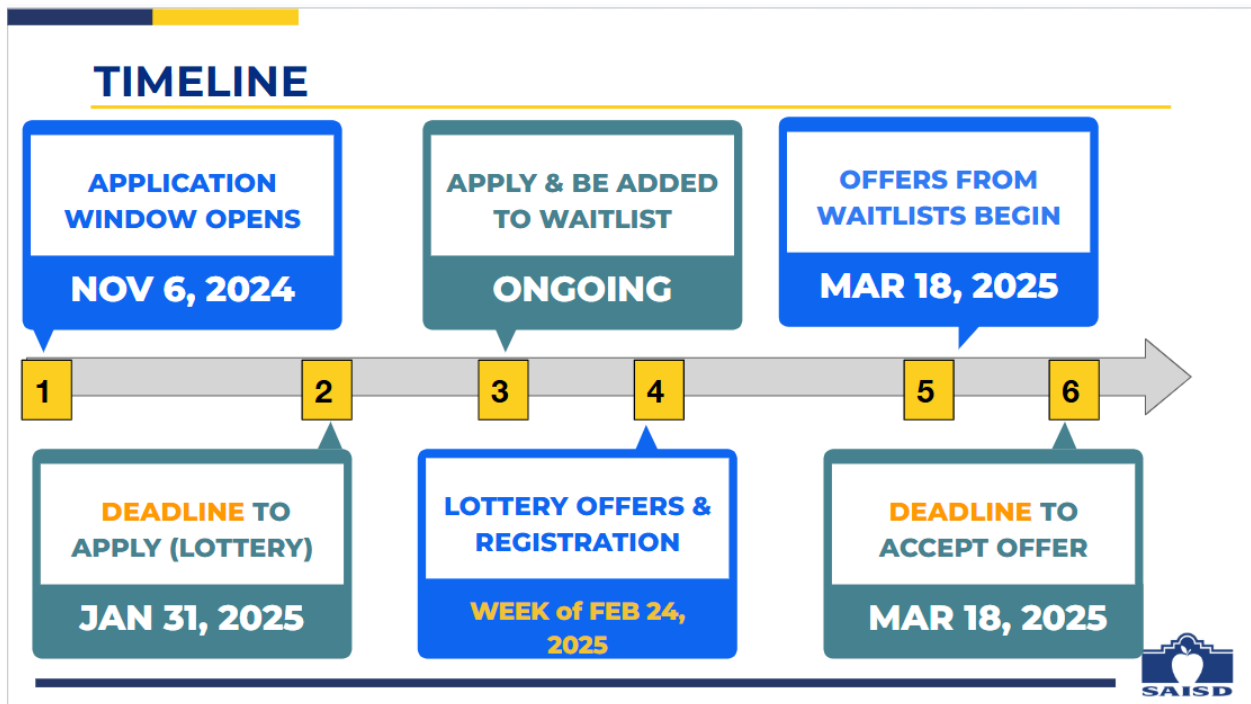 TIMELINE
APPLICATION
WINDOW OPENS
NOV 6, 2024
APPLY & BE ADDED
TO WAITLIST
ONGOING
OFFERS FROM
WAITLISTS BEGIN
MAR 18, 2025
1
2
3
4
5
6
DEADLINE TO
APPLY (LOTTERY)
JAN 31, 2025
LOTTERY OFFERS &
REGISTRATION
WEEK of FEB 24,
2025
DEADLINE TO
ACCEPT OFFER
MAR 18, 2025
SAISD